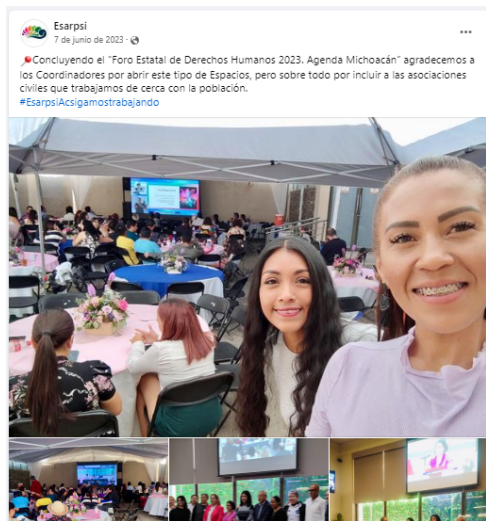 Esarpsi
7 de junio de 2023 ·
📍Concluyendo el "Foro Estatal de Derechos Humanos 2023. Agenda Michoacán" agradecemos a
los Coordinadores por abrir este tipo de Espacios, pero sobre todo por incluir a las asociaciones
civiles que trabajamos de cerca con la población.
#EsarpsiAcsigamostrabajando